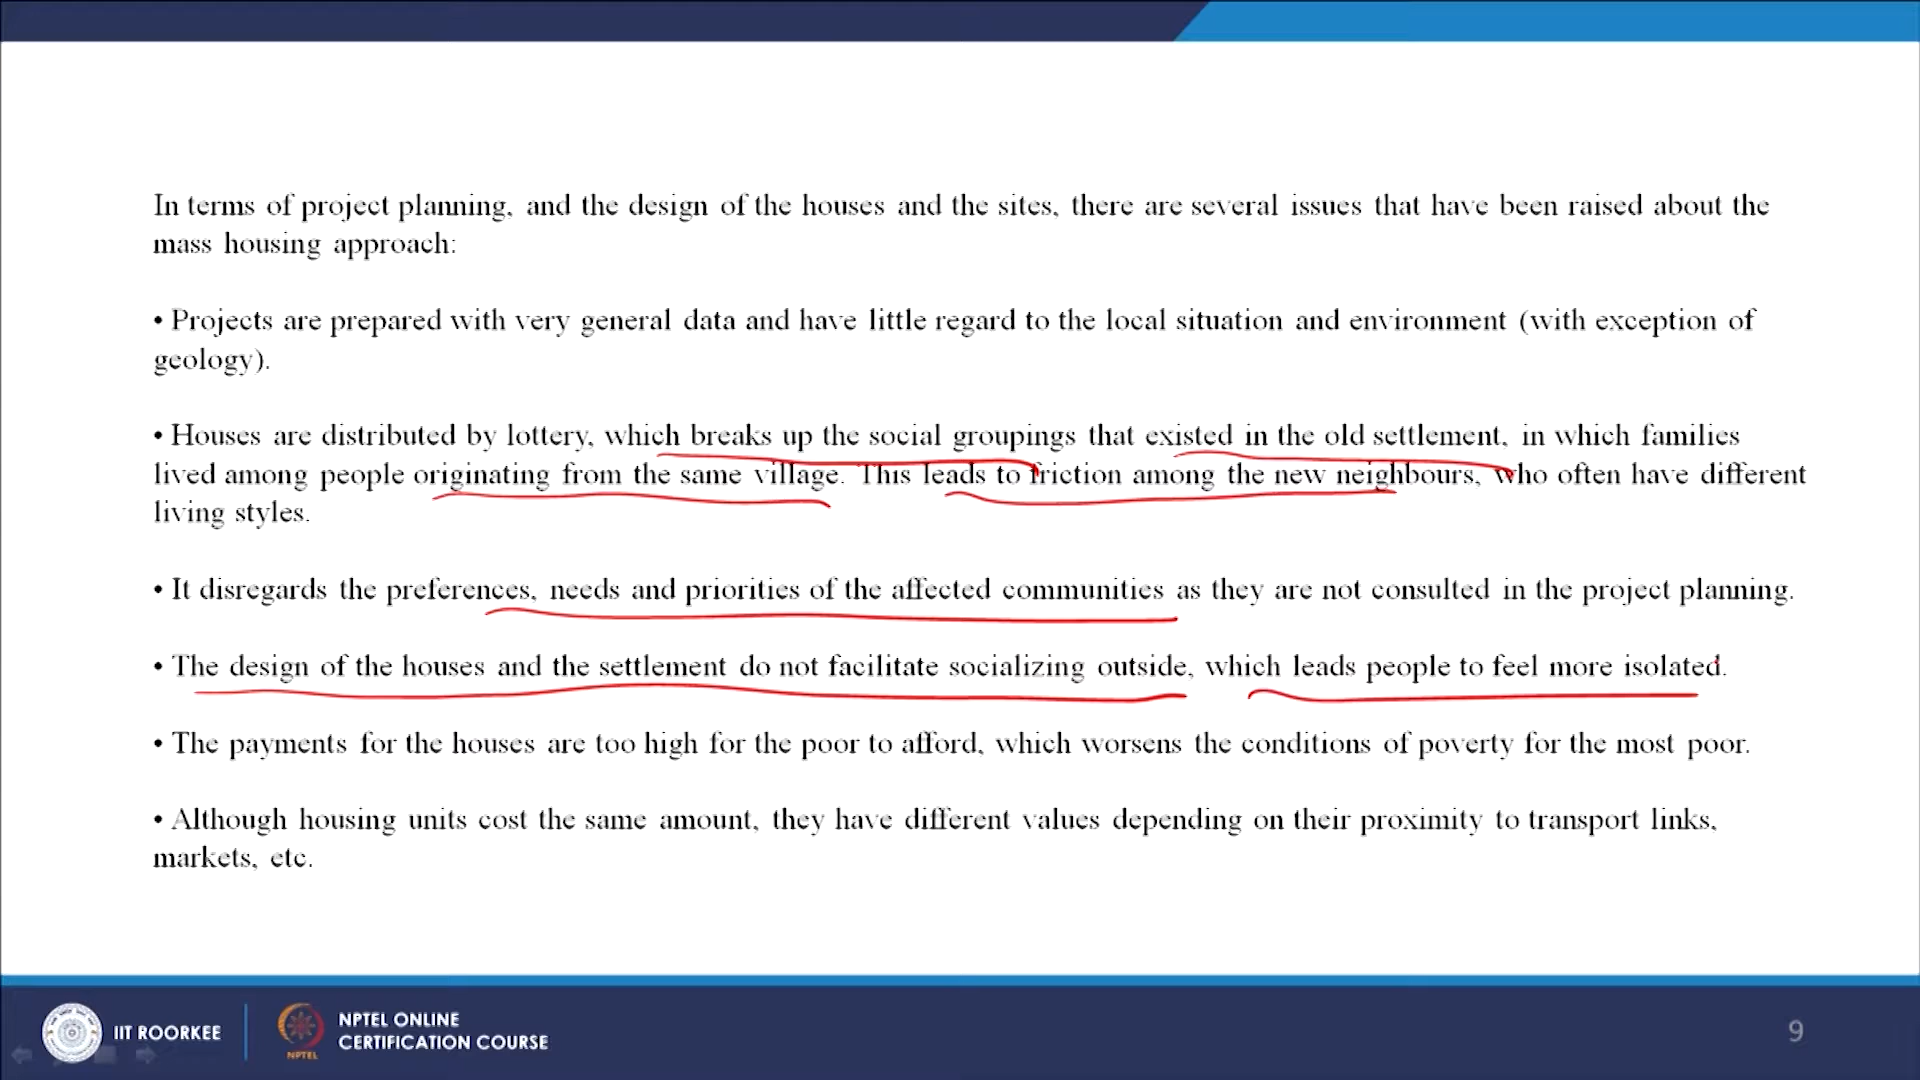 In terms of project planning, and the design of the houses and the sites, there are several issues that have been raised about the
mass housing approach:
• Projects are prepared with very general data and have little regard to the local situation and environment (with exception of
geology).
• Houses are distributed by lottery, which breaks up the social groupings that existed in the old settlement, in which families
lived among people originating from the same village. This leads to friction among the new neighbours, who often have different
living styles.
• It disregards the preferences, needs and priorities of the affected communities as they are not consulted in the project planning.
• The design of the houses and the settlement do not facilitate socializing outside, which leads people to feel more isolated.
• The payments for the houses are too high for the poor to afford, which worsens the conditions of poverty for the most poor.
• Although housing units cost the same amount, they have different values depending on their proximity to transport links,
markets, etc.
IIT ROORKEE
NPTEL
NPTEL ONLINE
CERTIFICATION COURSE
9